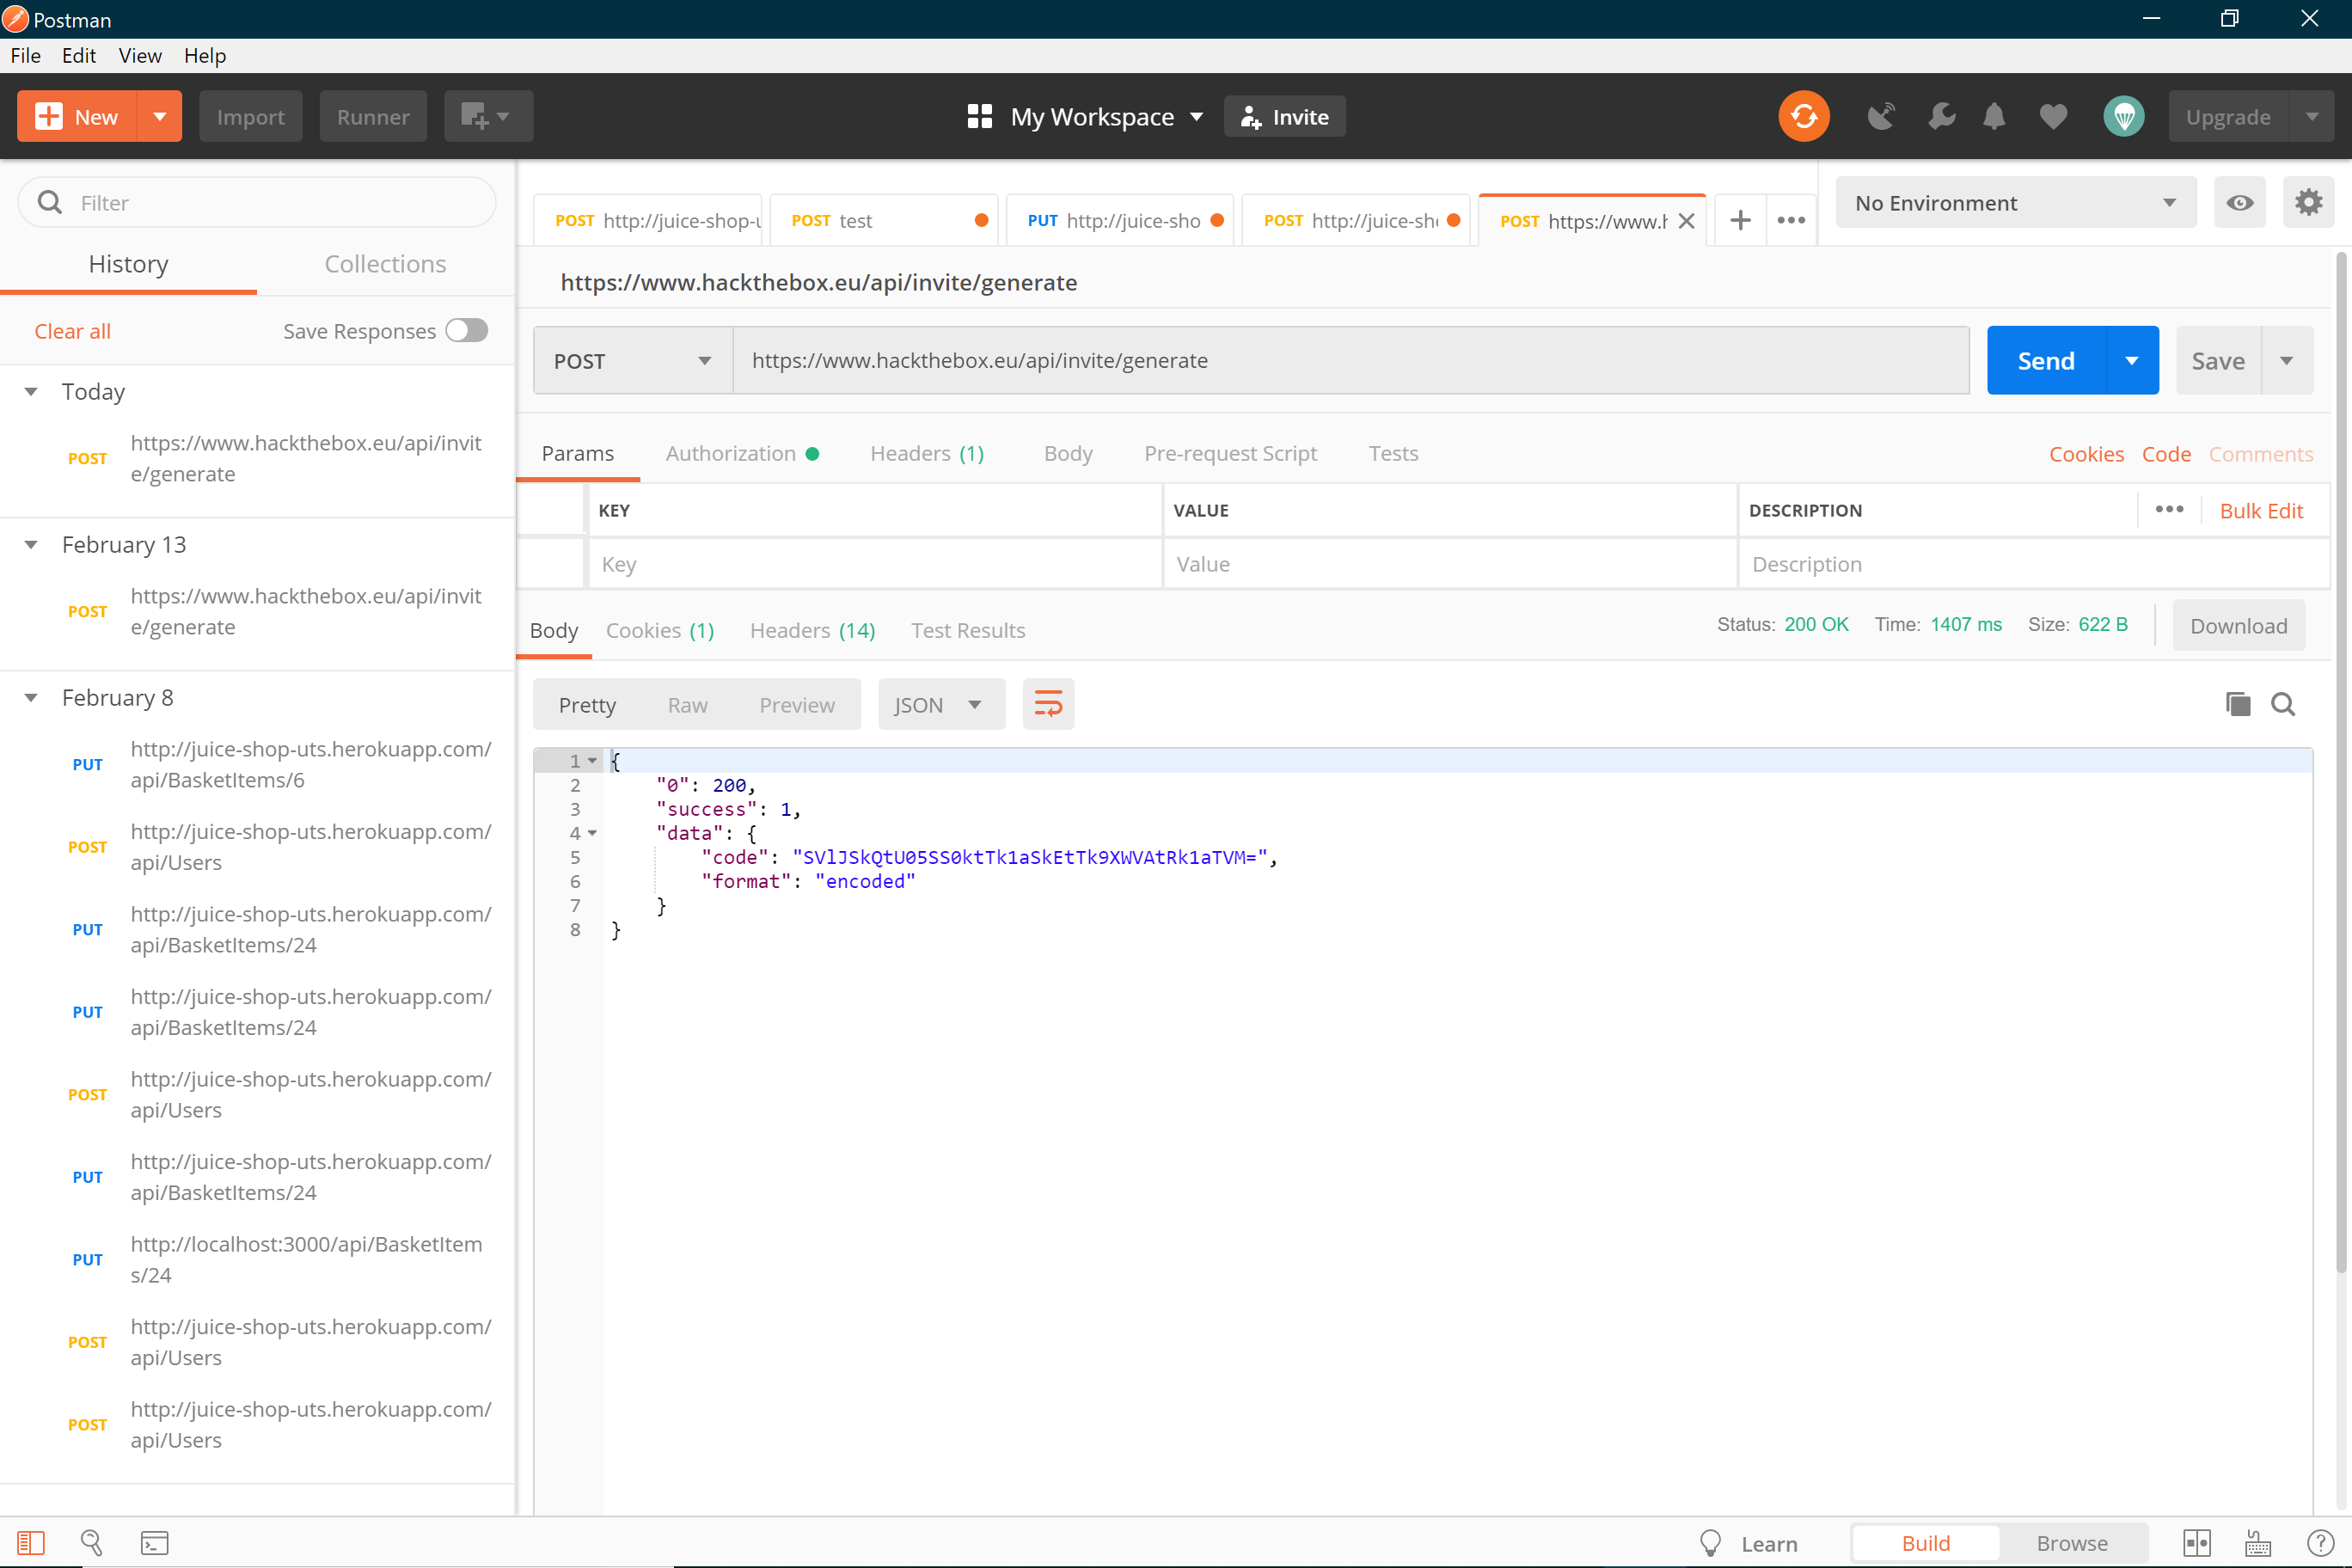 Postman
File Edit View Help
New Import Runner My Workspace Invite Upgrade
Filter
History Collections
Clear all Save Responses
Today
POST https://www.hackthebox.eu/api/invit
e/generate
February 13
POST https://www.hackthebox.eu/api/invit
e/generate
February 8
PUT http://juice-shop-uts.herokuapp.com/
api/BasketItems/6
POST http://juice-shop-uts.herokuapp.com/
api/Users
PUT http://juice-shop-uts.herokuapp.com/
api/BasketItems/24
PUT http://juice-shop-uts.herokuapp.com/
api/BasketItems/24
POST http://juice-shop-uts.herokuapp.com/
api/Users
PUT http://juice-shop-uts.herokuapp.com/
api/BasketItems/24
PUT http://localhost:3000/api/BasketItem
s/24
POST http://juice-shop-uts.herokuapp.com/
api/Users
POST http://juice-shop-uts.herokuapp.com/
api/Users
POST http://juice-shop-u POST test PUT http://juice-sho POST http://juice-sh POST https://www.h No Environment
https://www.hackthebox.eu/api/invite/generate
POST https://www.hackthebox.eu/api/invite/generate Send Save
Params Authorization Headers (1) Body Pre-request Script Tests Cookies Code Comments
KEY VALUE DESCRIPTION Bulk Edit
Key Value Description
Body Cookies (1) Headers (14) Test Results Status: 200 OK Time: 1407 ms Size: 622 B Download
Pretty Raw Preview JSON
1 {
2 "0": 200,
3 "success": 1,
4 "data": {
5 "code": "SVlJSkQtU05SS0ktTk1aSkEtTk9XWVAtRk1aTVM=",
6 "format": "encoded"
7 }
8 }
Learn Build Browse